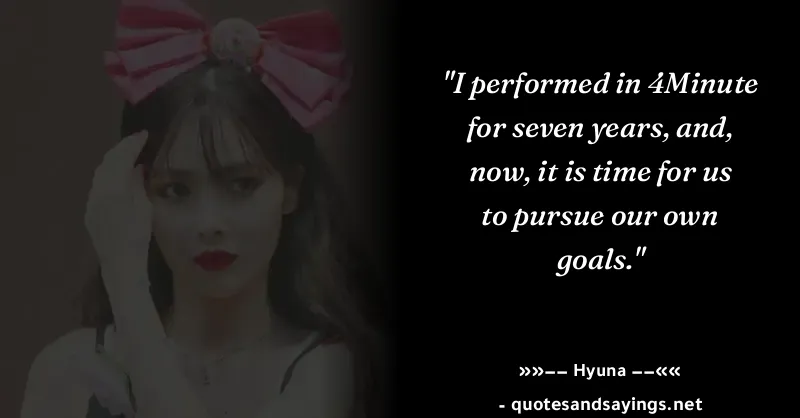 "I performed in 4Minute
for seven years, and,
now, it is time for us
to pursue our own
goals."
»»−− Hyuna −−««
- quotesandsayings.net